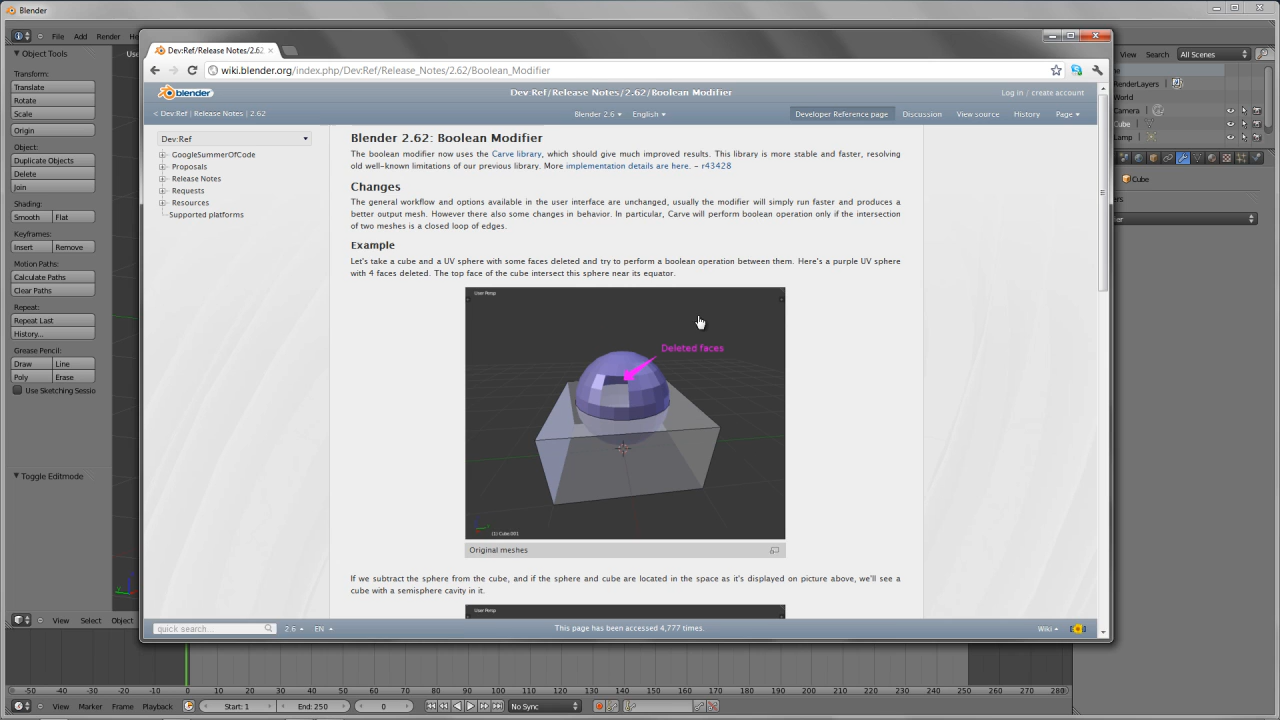 Blender
File
Add
Render
Object Tools
Transform:
Translate
Rotate
Scale
Origin
Object:
Duplicate Objects
Delete
Join
Shading:
Smooth Flat
Keyframes:
Insert Remove
Motion Paths:
Calculate Paths
Clear Paths
Repeat:
Repeat Last
History...
Grease Pencil:
Draw Line
Poly Erase
Use Sketching Sessio
Toggle Editmode
View Select Object
Dev:Ref/Release Notes/2.62
wiki.blender.org/index.php/Dev:Ref/Release_Notes/2.62/Boolean_Modifier
blender
Dev:Ref/Release Notes/2.62/Boolean Modifier
Log in / create account
< Dev:Ref | Release Notes | 2.62
Blender 2.6 English
Developer Reference page Discussion View source History Page
Dev:Ref
GoogleSummerOfCode
Proposals
Release Notes
Requests
Resources
Supported platforms
Blender 2.62: Boolean Modifier
The boolean modifier now uses the Carve library, which should give much improved results. This library is more stable and faster, resolving
old well-known limitations of our previous library. More implementation details are here. - r43428
Changes
The general workflow and options available in the user interface are unchanged, usually the modifier will simply run faster and produces a
better output mesh. However there also some changes in behavior. In particular, Carve will perform boolean operation only if the intersection
of two meshes is a closed loop of edges.
Example
Let's take a cube and a UV sphere with some faces deleted and try to perform a boolean operation between them. Here's a purple UV sphere
with 4 faces deleted. The top face of the cube intersect this sphere near its equator.
User Persp
Deleted faces
(1) Cube.001
Original meshes
If we subtract the sphere from the cube, and if the sphere and cube are located in the space as it's displayed on picture above, we'll see a
cube with a semisphere cavity in it.
User Persp
quick search... 2.6 EN
This page has been accessed 4,777 times.
Wiki
View Search All Scenes
RenderLayers
World
Camera
Cube
Lamp
Cube
-50 -40 -30 -20 -10 0 10 20 30 40 50 60 70 80 90 100 110 120 130 140 150 160 170 180 190 200 210 220 230 240 250 260 270 280
View Marker Frame Playback Start: 1 End: 250 0 No Sync